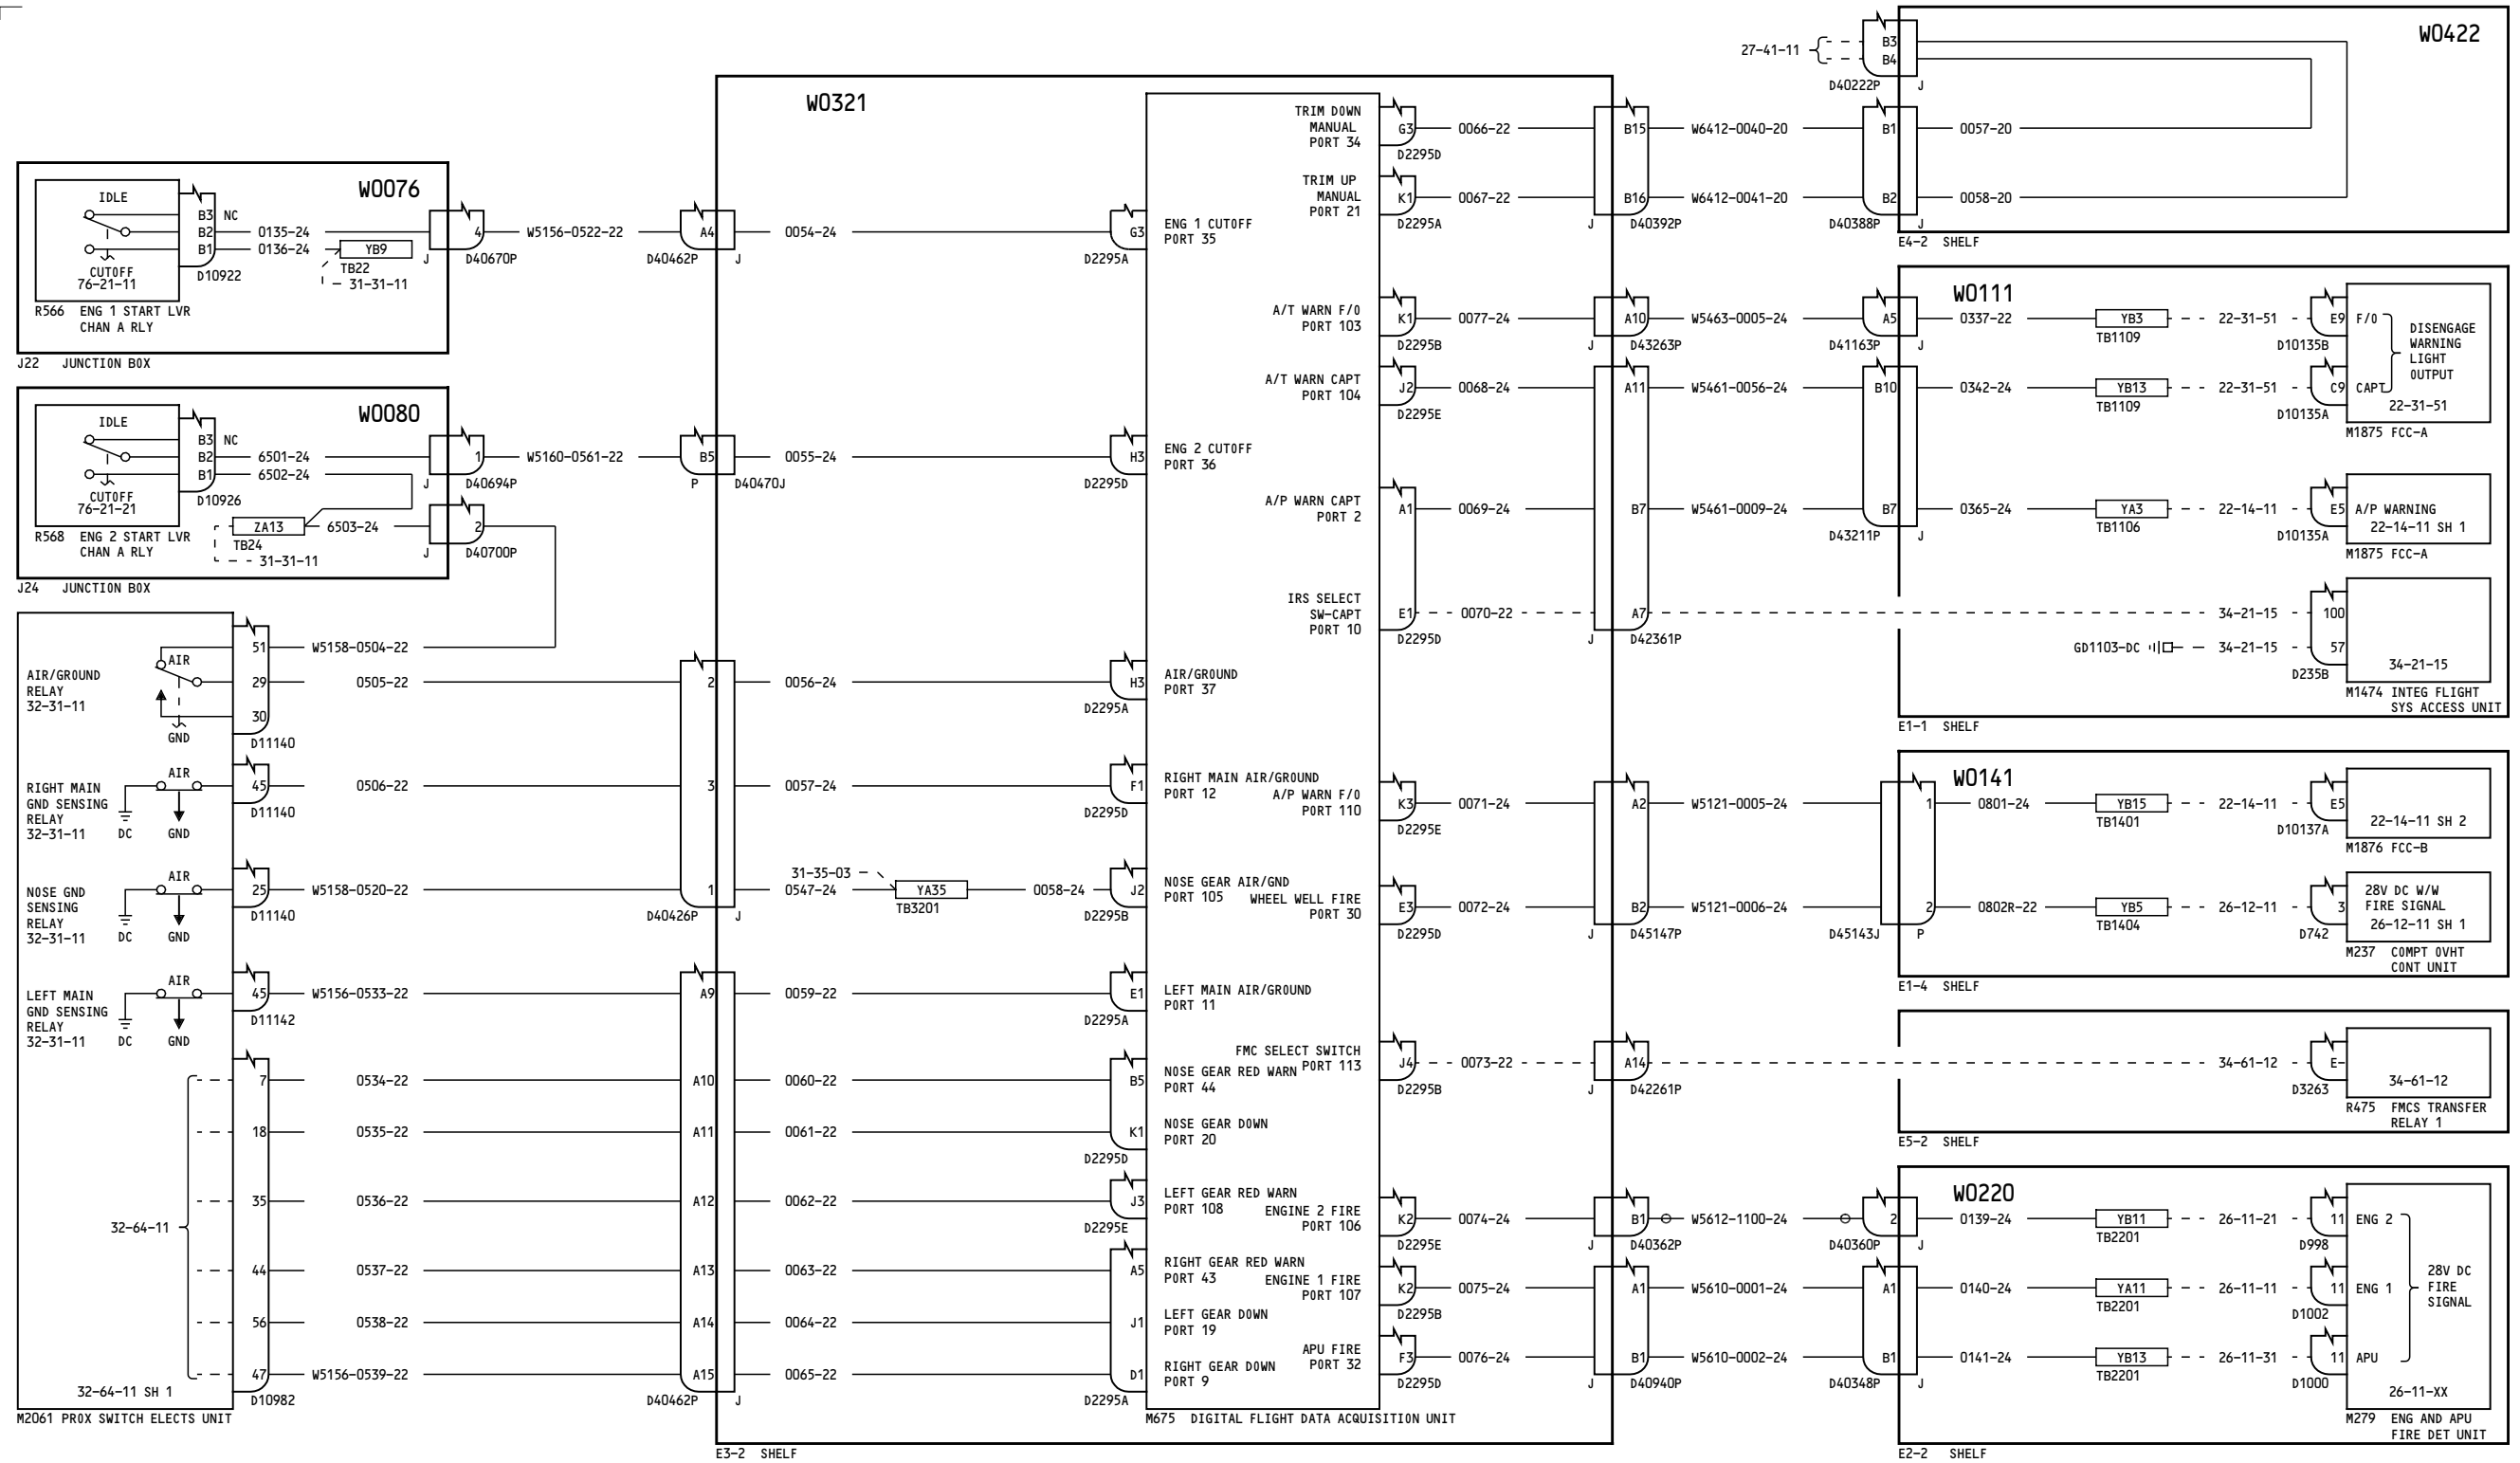 W0422
27-41-11
B3
B4
D40222P
J
B1
0057-20
B2
0058-20
D40388P
J
E4-2 SHELF
W0321
TRIM DOWN
MANUAL
PORT 34
G3
0066-22
B15
W6412-0040-20
D2295D
TRIM UP
MANUAL
PORT 21
K1
0067-22
B16
W6412-0041-20
D2295A
J
D40392P
W0076
IDLE
B3
NC
B2
0135-24
B1
0136-24
YB9
TB22
31-31-11
CUTOFF
76-21-11
D10922
R566 ENG 1 START LVR
CHAN A RLY
J22 JUNCTION BOX
4
J
D40670P
W5156-0522-22
A4
D40462P
J
0054-24
G3
D2295A
ENG 1 CUTOFF
PORT 35
A/T WARN F/O
PORT 103
K1
D2295B
0077-24
A10
J
D43263P
W5463-0005-24
A5
D41163P
J
W0111
0337-22
YB3
TB1109
22-31-51
E9
F/O
D10135B
DISENGAGE
WARNING
LIGHT
OUTPUT
A/T WARN CAPT
PORT 104
J2
D2295E
0068-24
A11
W5461-0056-24
B10
0342-24
YB13
TB1109
22-31-51
C9
CAPT
D10135A
22-31-51
M1875 FCC-A
W0080
IDLE
B3
NC
B2
6501-24
B1
6502-24
CUTOFF
76-21-21
D10926
R568 ENG 2 START LVR
CHAN A RLY
ZA13
TB24
6503-24
31-31-11
J24 JUNCTION BOX
1
J
D40694P
2
J
D40700P
W5160-0561-22
B5
P
D40470J
0055-24
H3
D2295D
ENG 2 CUTOFF
PORT 36
A/P WARN CAPT
PORT 2
A1
0069-24
B7
W5461-0009-24
B7
D43211P
J
0365-24
YA3
TB1106
22-14-11
E5
A/P WARNING
22-14-11 SH 1
D10135A
M1875 FCC-A
IRS SELECT
SW-CAPT
PORT 10
E1
D2295D
0070-22
A7
J
D42361P
34-21-15
100
GD1103-DC
34-21-15
57
D235B
34-21-15
M1474 INTEG FLIGHT
SYS ACCESS UNIT
E1-1 SHELF
AIR/GROUND
RELAY
32-31-11
AIR
GND
51
W5158-0504-22
29
0505-22
30
D11140
2
0056-24
H3
D2295A
AIR/GROUND
PORT 37
RIGHT MAIN
GND SENSING
RELAY
32-31-11
AIR
DC
GND
45
D11140
0506-22
3
0057-24
F1
D2295D
RIGHT MAIN AIR/GROUND
PORT 12
A/P WARN F/O
PORT 110
K3
D2295E
0071-24
A2
W5121-0005-24
1
W0141
0801-24
YB15
TB1401
22-14-11
E5
D10137A
22-14-11 SH 2
M1876 FCC-B
NOSE GND
SENSING
RELAY
32-31-11
AIR
DC
GND
25
D11140
W5158-0520-22
1
D40426P
J
31-35-03
0547-24
YA35
TB3201
0058-24
J2
D2295B
NOSE GEAR AIR/GND
PORT 105
WHEEL WELL FIRE
PORT 30
E3
D2295D
0072-24
B2
J
D45147P
W5121-0006-24
2
D45143J
P
0802R-22
YB5
TB1404
26-12-11
3
D742
28V DC W/W
FIRE SIGNAL
26-12-11 SH 1
M237 COMPT OVHT
CONT UNIT
E1-4 SHELF
LEFT MAIN
GND SENSING
RELAY
32-31-11
AIR
DC
GND
45
D11142
W5156-0533-22
A9
0059-22
E1
D2295A
LEFT MAIN AIR/GROUND
PORT 11
FMC SELECT SWITCH
PORT 113
J4
D2295B
0073-22
A14
J
D42261P
34-61-12
E-
D3263
34-61-12
R475 FMCS TRANSFER
RELAY 1
E5-2 SHELF
32-64-11
7
0534-22
A10
0060-22
B5
NOSE GEAR RED WARN
PORT 44
18
0535-22
A11
0061-22
K1
D2295D
NOSE GEAR DOWN
PORT 20
35
0536-22
A12
0062-22
J3
D2295E
LEFT GEAR RED WARN
PORT 108
ENGINE 2 FIRE
PORT 106
K2
D2295E
0074-24
B1
J
D40362P
W5612-1100-24
2
D40360P
J
W0220
0139-24
YB11
TB2201
26-11-21
11
ENG 2
D998
44
0537-22
A13
0063-22
A5
RIGHT GEAR RED WARN
PORT 43
ENGINE 1 FIRE
PORT 107
K2
D2295B
0075-24
A1
W5610-0001-24
A1
0140-24
YA11
TB2201
26-11-11
11
ENG 1
D1002
28V DC
FIRE
SIGNAL
56
0538-22
A14
0064-22
J1
LEFT GEAR DOWN
PORT 19
47
W5156-0539-22
A15
0065-22
D1
D2295A
RIGHT GEAR DOWN
PORT 9
APU FIRE
PORT 32
F3
D2295D
0076-24
B1
J
D40940P
W5610-0002-24
B1
D40348P
J
0141-24
YB13
TB2201
26-11-31
11
APU
D1000
26-11-XX
32-64-11 SH 1
D10982
D40462P
J
M2061 PROX SWITCH ELECTS UNIT
M675 DIGITAL FLIGHT DATA ACQUISITION UNIT
M279 ENG AND APU
FIRE DET UNIT
E3-2 SHELF
E2-2 SHELF